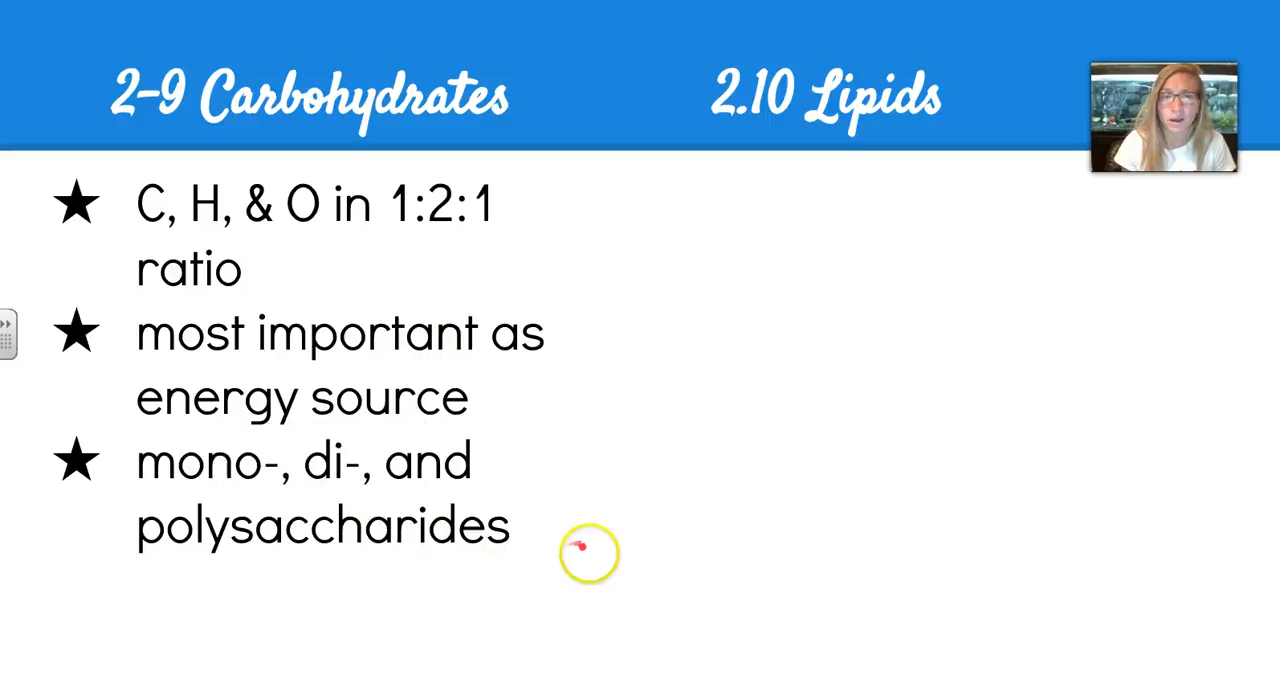 2-9 Carbohydrates
2.10 Lipids
★ C, H, & O in 1:2:1
ratio
★ most important as
energy source
★ mono-, di-, and
polysaccharides